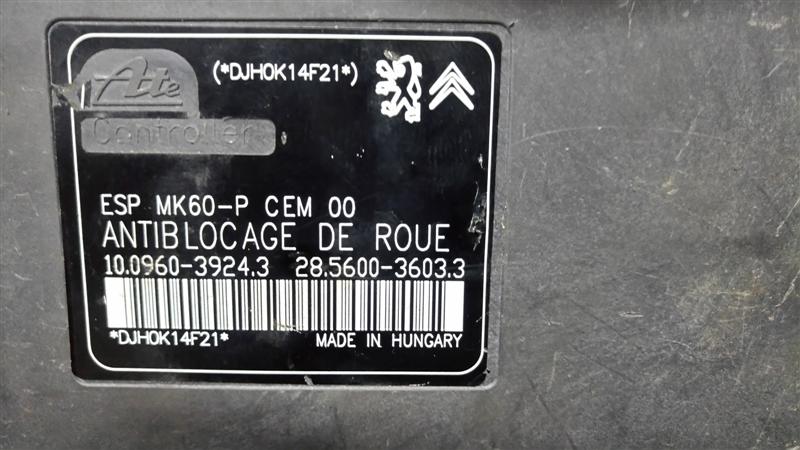 Ate
(*DJH0K14F21*)
Controller
ESP MK60-P CEM 00
ANTIBLOCAGE DE ROUE
10.0960-3924.3 28.5600-3603.3
*DJH0K14F21* MADE IN HUNGARY